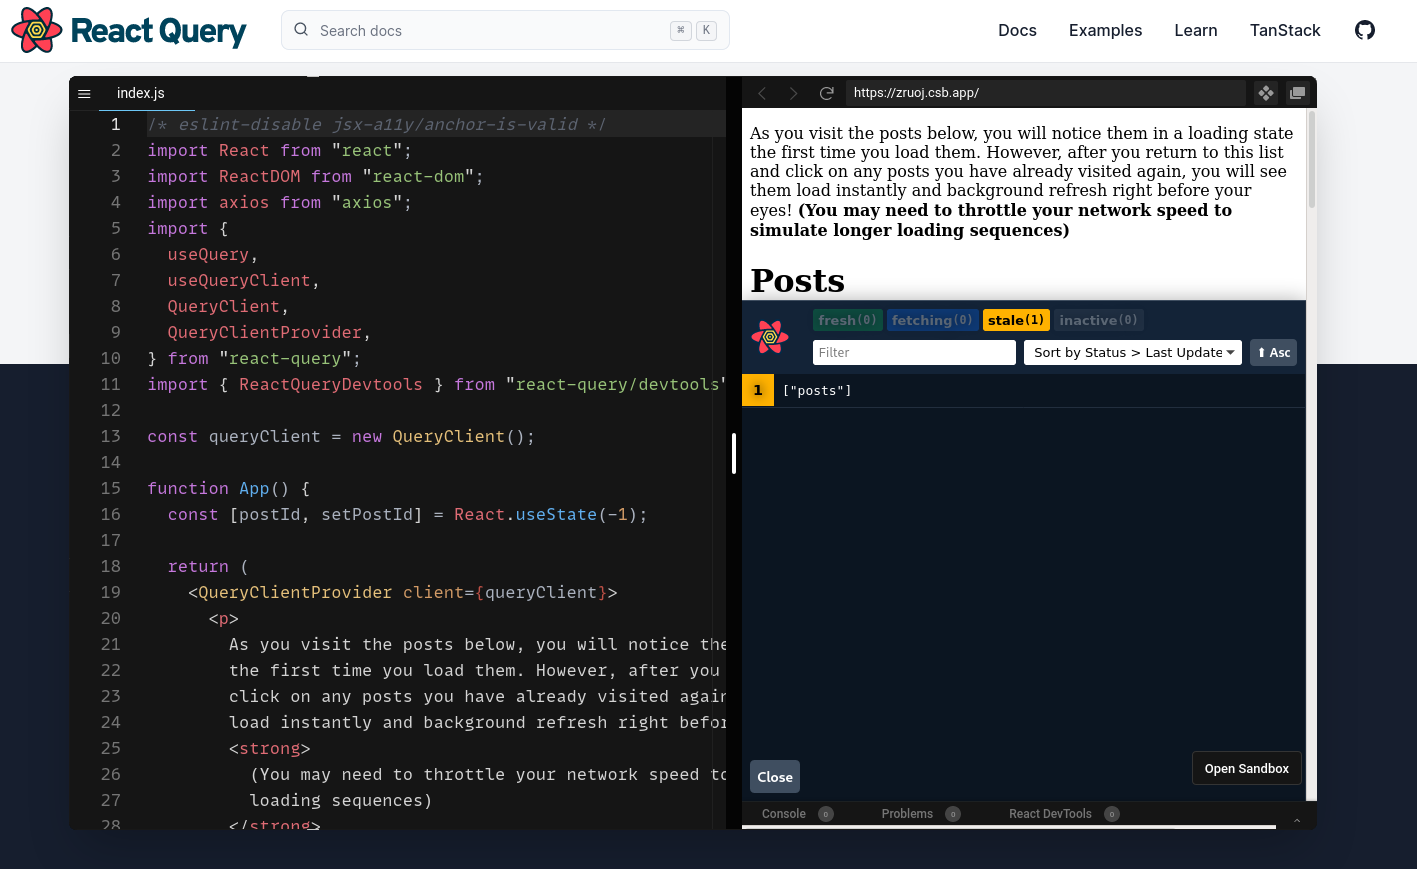 React Query
Search docs
⌘ K
Docs
Examples
Learn
TanStack
index.js
1 /* eslint-disable jsx-a11y/anchor-is-valid */
2 import React from "react";
3 import ReactDOM from "react-dom";
4 import axios from "axios";
5 import {
6 useQuery,
7 useQueryClient,
8 QueryClient,
9 QueryClientProvider,
10 } from "react-query";
11 import { ReactQueryDevtools } from "react-query/devtools"
12
13 const queryClient = new QueryClient();
14
15 function App() {
16 const [postId, setPostId] = React.useState(-1);
17
18 return (
19 <QueryClientProvider client={queryClient}>
20 <p>
21 As you visit the posts below, you will notice the
22 the first time you load them. However, after you
23 click on any posts you have already visited again
24 load instantly and background refresh right befor
25 <strong>
26 (You may need to throttle your network speed to
27 loading sequences)
28 </strong>
https://zruoj.csb.app/
As you visit the posts below, you will notice them in a loading state
the first time you load them. However, after you return to this list
and click on any posts you have already visited again, you will see
them load instantly and background refresh right before your
eyes! (You may need to throttle your network speed to
simulate longer loading sequences)
Posts
fresh(0) fetching(0) stale(1) inactive(0)
Filter
Sort by Status > Last Update
⬆ Asc
1 ["posts"]
Close
Open Sandbox
Console 0
Problems 0
React DevTools 0